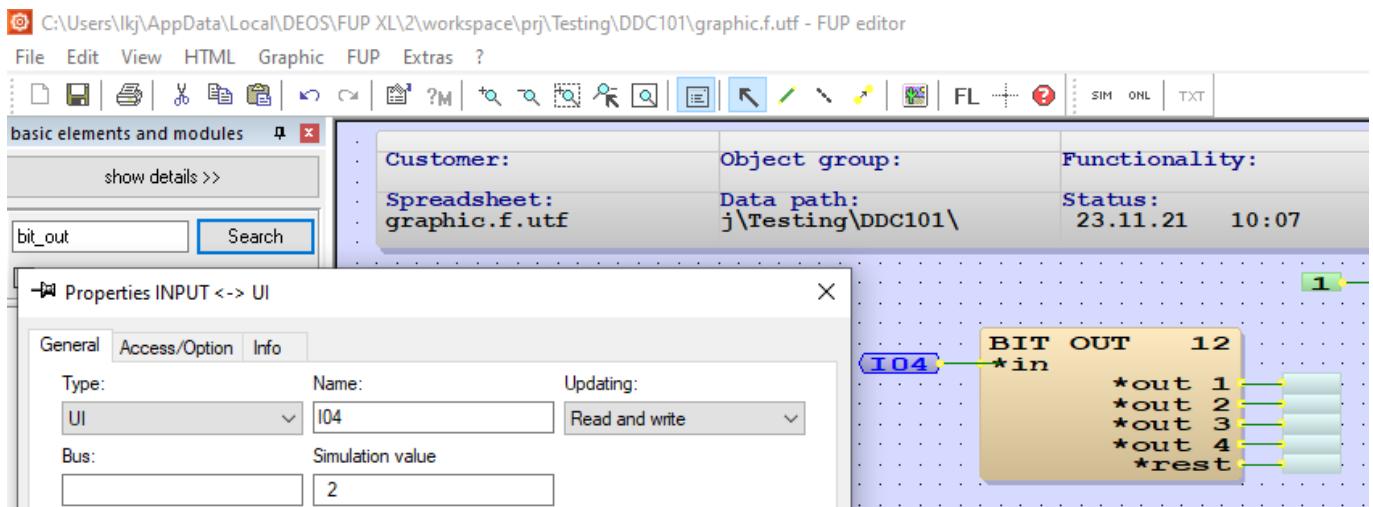 C:\Users\lkj\AppData\Local\DEOS\FUP XL\2\workspace\prj\Testing\DDC101\graphic.f.utf - FUP editor
File Edit View HTML Graphic FUP Extras ?
?M FL SIM ONL TXT
basic elements and modules
show details >>
bit_out Search
Customer: Object group: Functionality:
Spreadsheet: Data path: Status:
graphic.f.utf j\Testing\DDC101\ 23.11.21 10:07
Properties INPUT <-> UI
General Access/Option Info
Type: Name: Updating:
UI I04 Read and write
Bus: Simulation value
2
1
BIT OUT 12
I04 *in
*out 1
*out 2
*out 3
*out 4
*rest